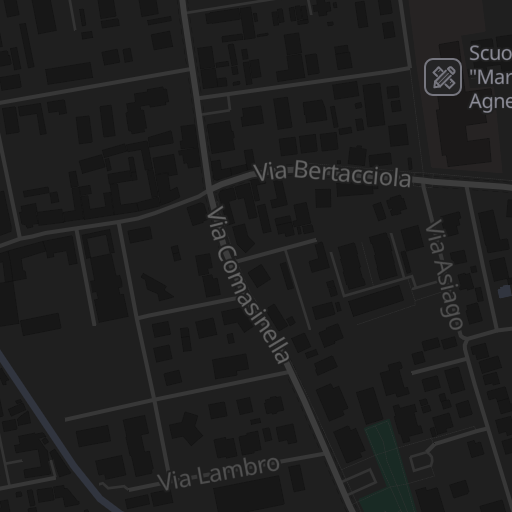 Scuo
"Mar
Agne
Via Bertacciola
Via Comasinella
Via Asiago
Via Lambro